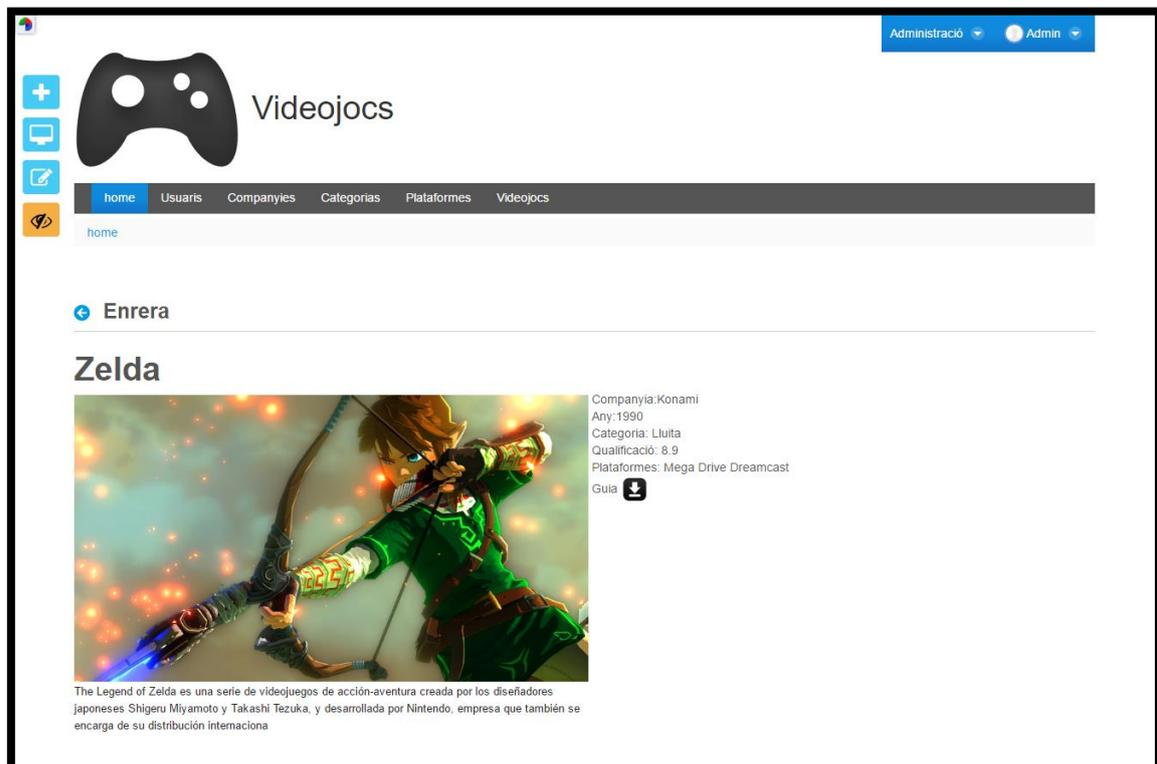 Administració Admin
Videojocs
home Usuaris Companyies Categorias Plataformes Videojocs
home
Enrera
Zelda
Companyia:Konami
Any:1990
Categoria: Lluita
Qualificació: 8.9
Plataformes: Mega Drive Dreamcast
Guia
The Legend of Zelda es una serie de videojuegos de acción-aventura creada por los diseñadores
japoneses Shigeru Miyamoto y Takashi Tezuka, y desarrollada por Nintendo, empresa que también se
encarga de su distribución internaciona